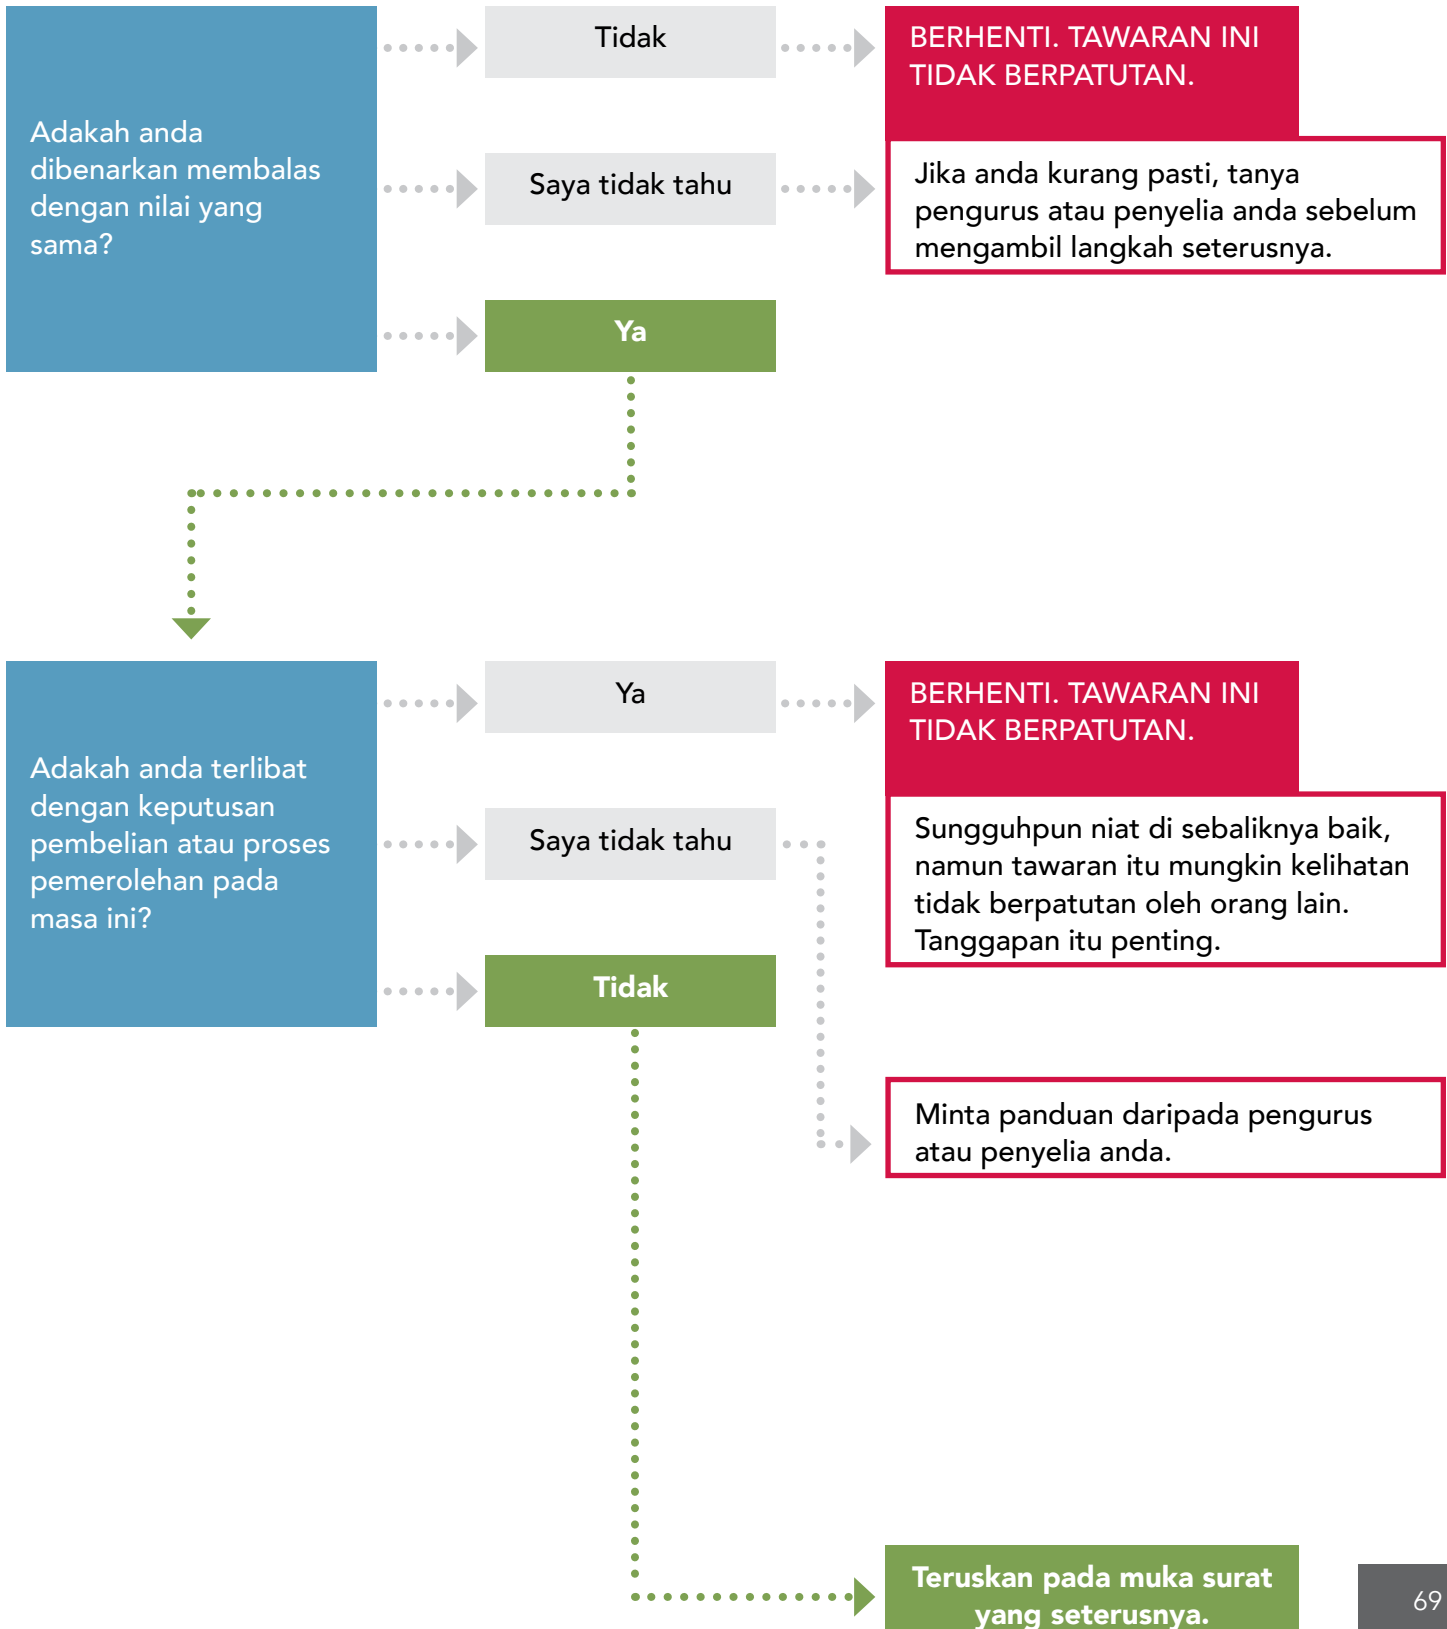 Adakah anda
dibenarkan membalas
dengan nilai yang
sama?
Tidak
BERHENTI. TAWARAN INI
TIDAK BERPATUTAN.
Saya tidak tahu
Jika anda kurang pasti, tanya
pengurus atau penyelia anda sebelum
mengambil langkah seterusnya.
Ya
Adakah anda terlibat
dengan keputusan
pembelian atau proses
pemerolehan pada
masa ini?
Ya
BERHENTI. TAWARAN INI
TIDAK BERPATUTAN.
Sungguhpun niat di sebaliknya baik,
namun tawaran itu mungkin kelihatan
tidak berpatutan oleh orang lain.
Tanggapan itu penting.
Saya tidak tahu
Minta panduan daripada pengurus
atau penyelia anda.
Tidak
Teruskan pada muka surat
yang seterusnya.
69